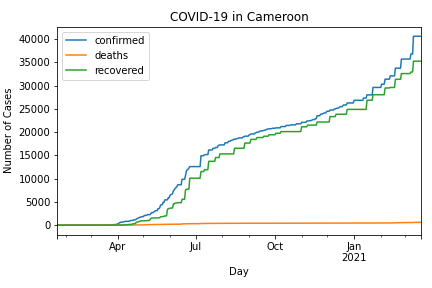 COVID-19 in Cameroon
confirmed
deaths
recovered
40000
35000
30000
25000
20000
15000
10000
5000
0
Number of Cases
Apr
Jul
Oct
Jan
2021
Day